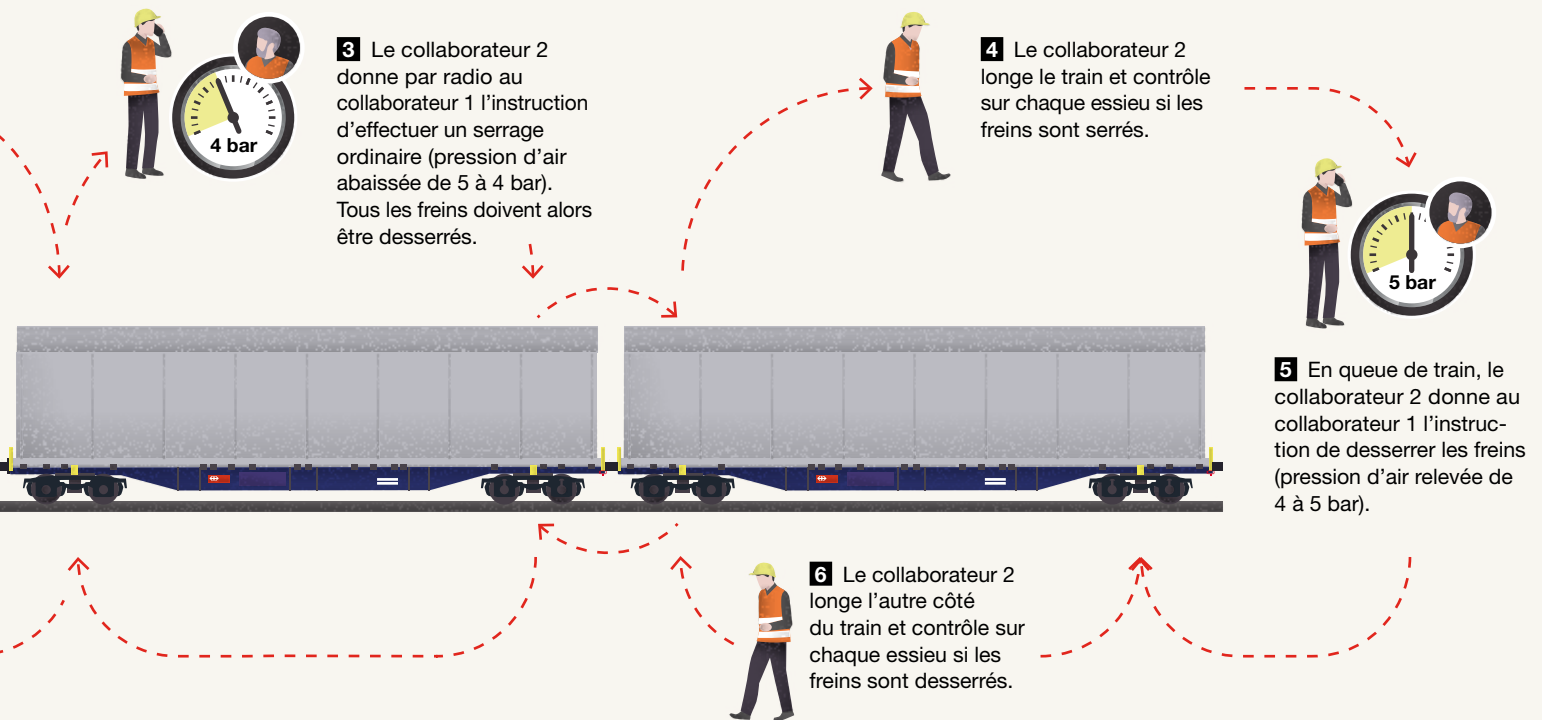 3 Le collaborateur 2
donne par radio au
collaborateur 1 l’instruction
d’effectuer un serrage
ordinaire (pression d’air
abaissée de 5 à 4 bar).
Tous les freins doivent alors
être desserrés.
4 bar
4 Le collaborateur 2
longe le train et contrôle
sur chaque essieu si les
freins sont serrés.
5 bar
5 En queue de train, le
collaborateur 2 donne au
collaborateur 1 l’instruc-
tion de desserrer les freins
(pression d’air relevée de
4 à 5 bar).
6 Le collaborateur 2
longe l’autre côté
du train et contrôle sur
chaque essieu si les
freins sont desserrés.